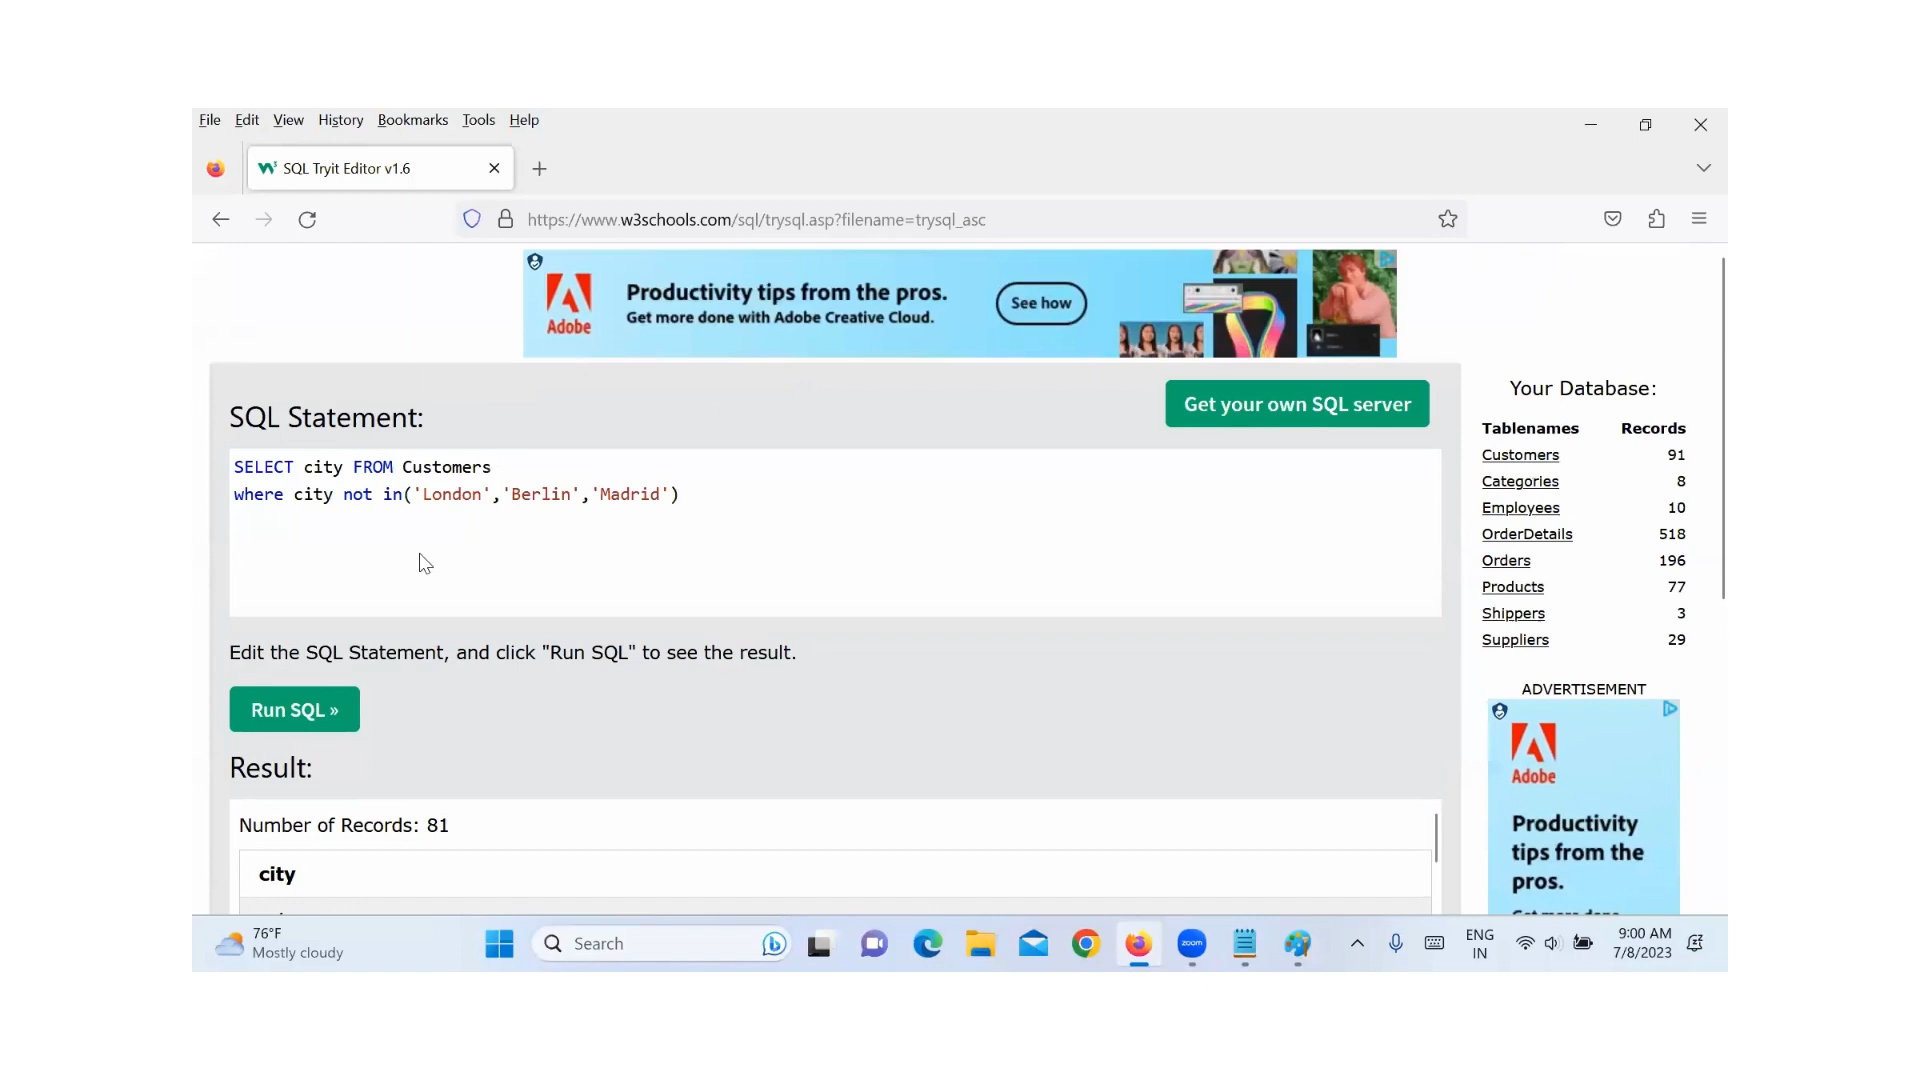 File Edit View History Bookmarks Tools Help
SQL Tryit Editor v1.6
https://www.w3schools.com/sql/trysql.asp?filename=trysql_asc
Adobe
Productivity tips from the pros.
Get more done with Adobe Creative Cloud.
See how
SQL Statement:
Get your own SQL server
SELECT city FROM Customers
where city not in('London','Berlin','Madrid')
Edit the SQL Statement, and click "Run SQL" to see the result.
Run SQL »
Result:
Number of Records: 81
city
Your Database:
Tablenames Records
Customers 91
Categories 8
Employees 10
OrderDetails 518
Orders 196
Products 77
Shippers 3
Suppliers 29
ADVERTISEMENT
Adobe
Productivity
tips from the
pros.
76°F
Mostly cloudy
Search
zoom
ENG
IN
9:00 AM
7/8/2023